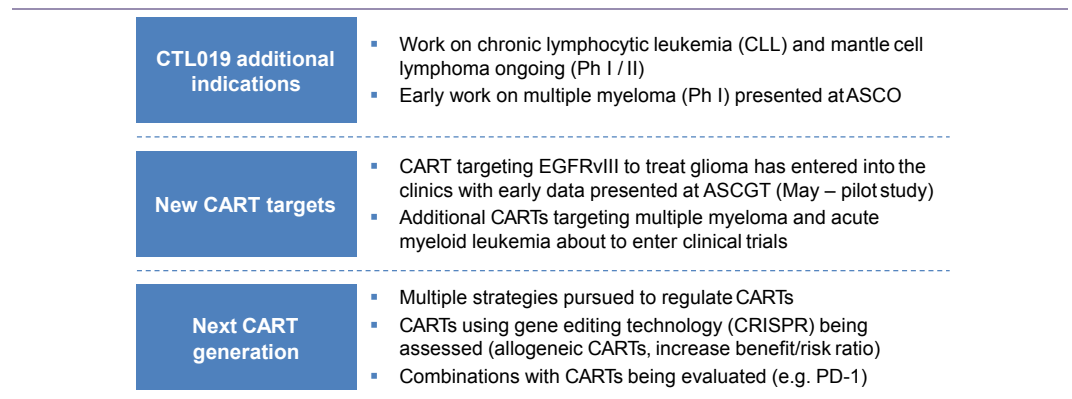 CTL019 additional
indications
Work on chronic lymphocytic leukemia (CLL) and mantle cell
lymphoma ongoing (Ph I / II)
Early work on multiple myeloma (Ph I) presented at ASCO
New CART targets
CART targeting EGFRvIII to treat glioma has entered into the
clinics with early data presented at ASCGT (May – pilot study)
Additional CARTs targeting multiple myeloma and acute
myeloid leukemia about to enter clinical trials
Next CART
generation
Multiple strategies pursued to regulate CARTs
CARTs using gene editing technology (CRISPR) being
assessed (allogeneic CARTs, increase benefit/risk ratio)
Combinations with CARTs being evaluated (e.g. PD-1)